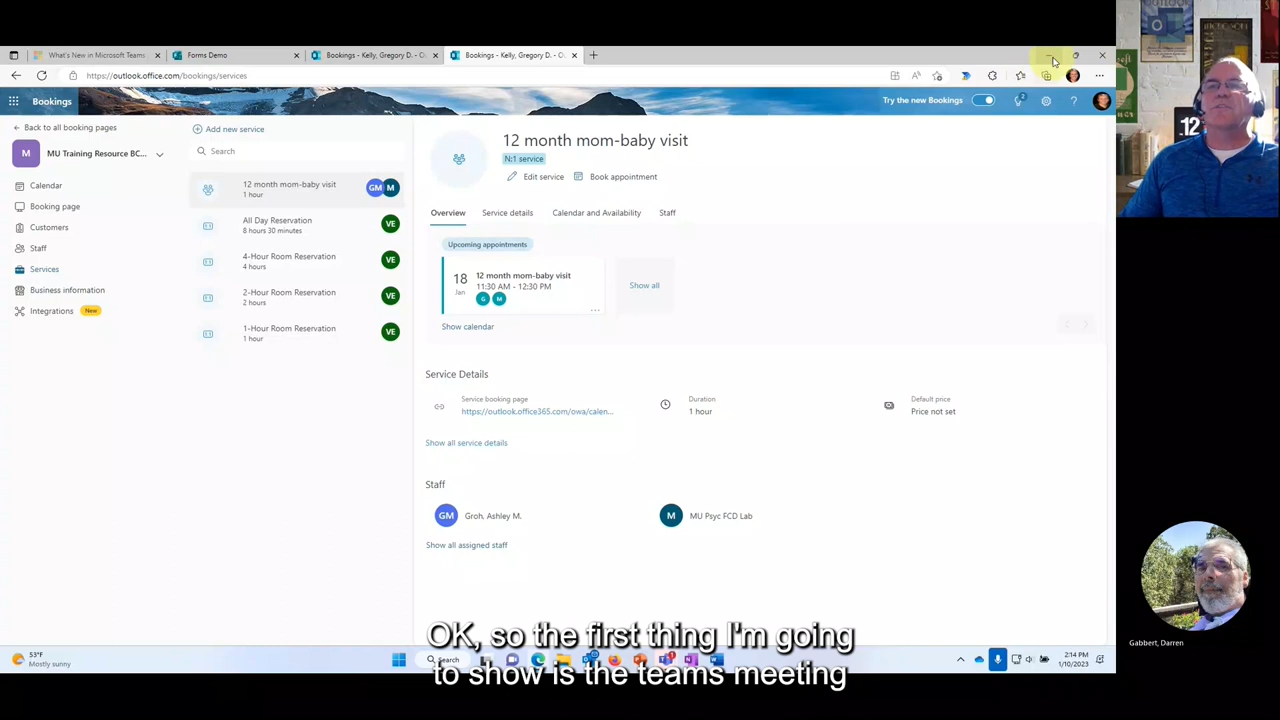 What's New in Microsoft Teams
Forms Demo
Bookings - Kelly, Gregory D. - O
Bookings - Kelly, Gregory D. - O
https://outlook.office.com/bookings/services
Bookings
Try the new Bookings
2
?
Back to all booking pages
M
MU Training Resource BC...
Calendar
Booking page
Customers
Staff
Services
Business information
Integrations
New
Add new service
Search
12 month mom-baby visit
1 hour
GM
M
All Day Reservation
8 hours 30 minutes
VE
4-Hour Room Reservation
4 hours
VE
2-Hour Room Reservation
2 hours
VE
1-Hour Room Reservation
1 hour
VE
12 month mom-baby visit
N:1 service
Edit service
Book appointment
Overview
Service details
Calendar and Availability
Staff
Upcoming appointments
18
Jan
12 month mom-baby visit
11:30 AM - 12:30 PM
G
M
...
Show all
Show calendar
Service Details
Service booking page
https://outlook.office365.com/owa/calen...
Duration
1 hour
Default price
Price not set
Show all service details
Staff
GM
Groh, Ashley M.
M
MU Psyc FCD Lab
Show all assigned staff
OK, so the first thing I'm going
to show is the teams meeting
53°F
Mostly sunny
Search
2:14 PM
1/10/2023
12
Gabbert, Darren